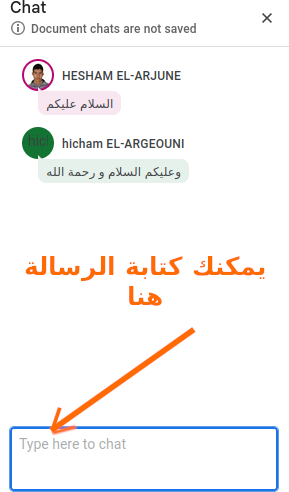 Chat
Document chats are not saved
HESHAM EL-ARJUNE
السلام عليكم
hici
hicham EL-ARGEOUNI
وعليكم السلام و رحمة الله
يمكنك كتابة الرسالة
هنا
Type here to chat